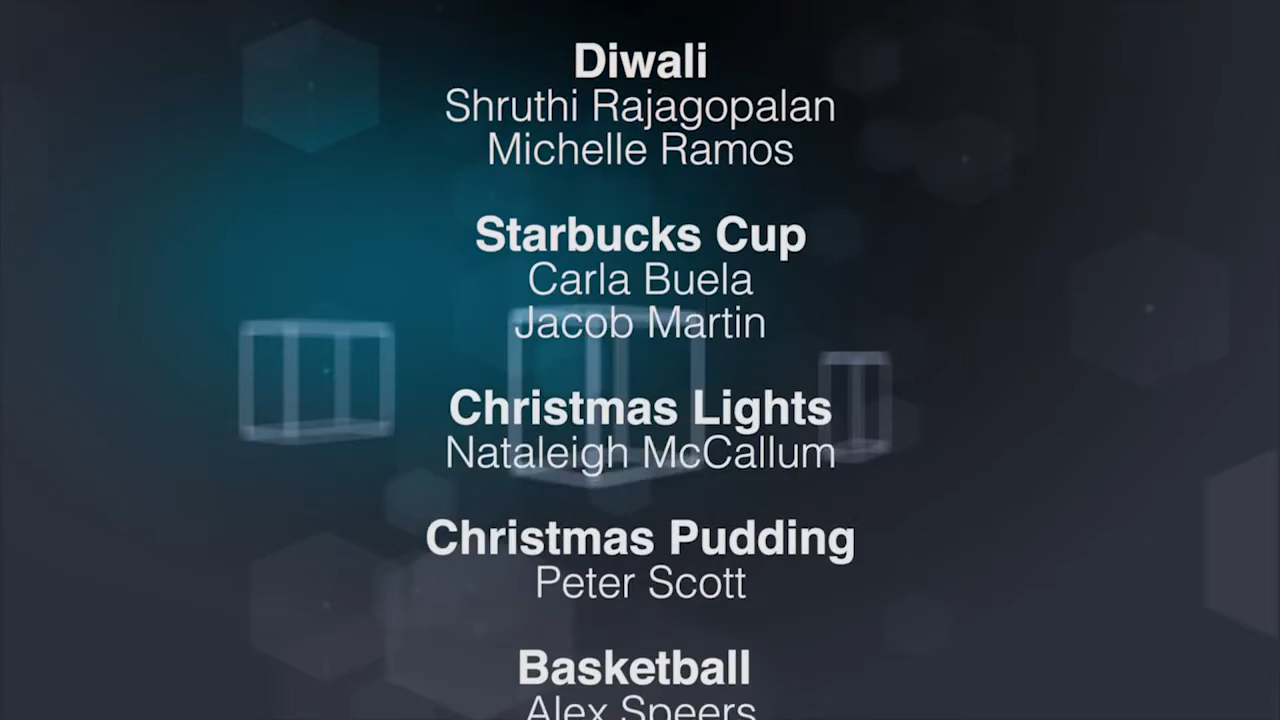 Diwali
Shruthi Rajagopalan
Michelle Ramos
Starbucks Cup
Carla Buela
Jacob Martin
Christmas Lights
Nataleigh McCallum
Christmas Pudding
Peter Scott
Basketball
Alex Speers